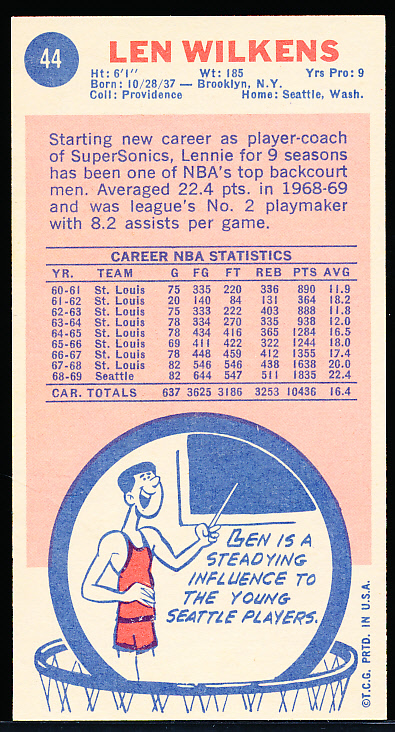 44
LEN WILKENS
Ht: 6'1" Wt: 185 Yrs Pro: 9
Born: 10/28/37 — Brooklyn, N.Y.
Coll: Providence Home: Seattle, Wash.
Starting new career as player-coach
of SuperSonics, Lennie for 9 seasons
has been one of NBA's top backcourt
men. Averaged 22.4 pts. in 1968-69
and was league's No. 2 playmaker
with 8.2 assists per game.
CAREER NBA STATISTICS
YR. TEAM G FG FT REB PTS AVG
60-61 St. Louis 75 335 220 336 890 11.9
61-62 St. Louis 20 140 84 131 364 18.2
62-63 St. Louis 75 333 222 403 888 11.8
63-64 St. Louis 78 334 270 335 938 12.0
64-65 St. Louis 78 434 416 365 1284 16.5
65-66 St. Louis 69 411 422 322 1244 18.0
66-67 St. Louis 78 448 459 412 1355 17.4
67-68 St. Louis 82 546 546 438 1638 20.0
68-69 Seattle 82 644 547 511 1835 22.4
CAR. TOTALS 637 3625 3186 3253 10436 16.4
LEN IS A
STEADYING
INFLUENCE TO
THE YOUNG
SEATTLE PLAYERS.
©T.C.G. PRTD. IN U.S.A.